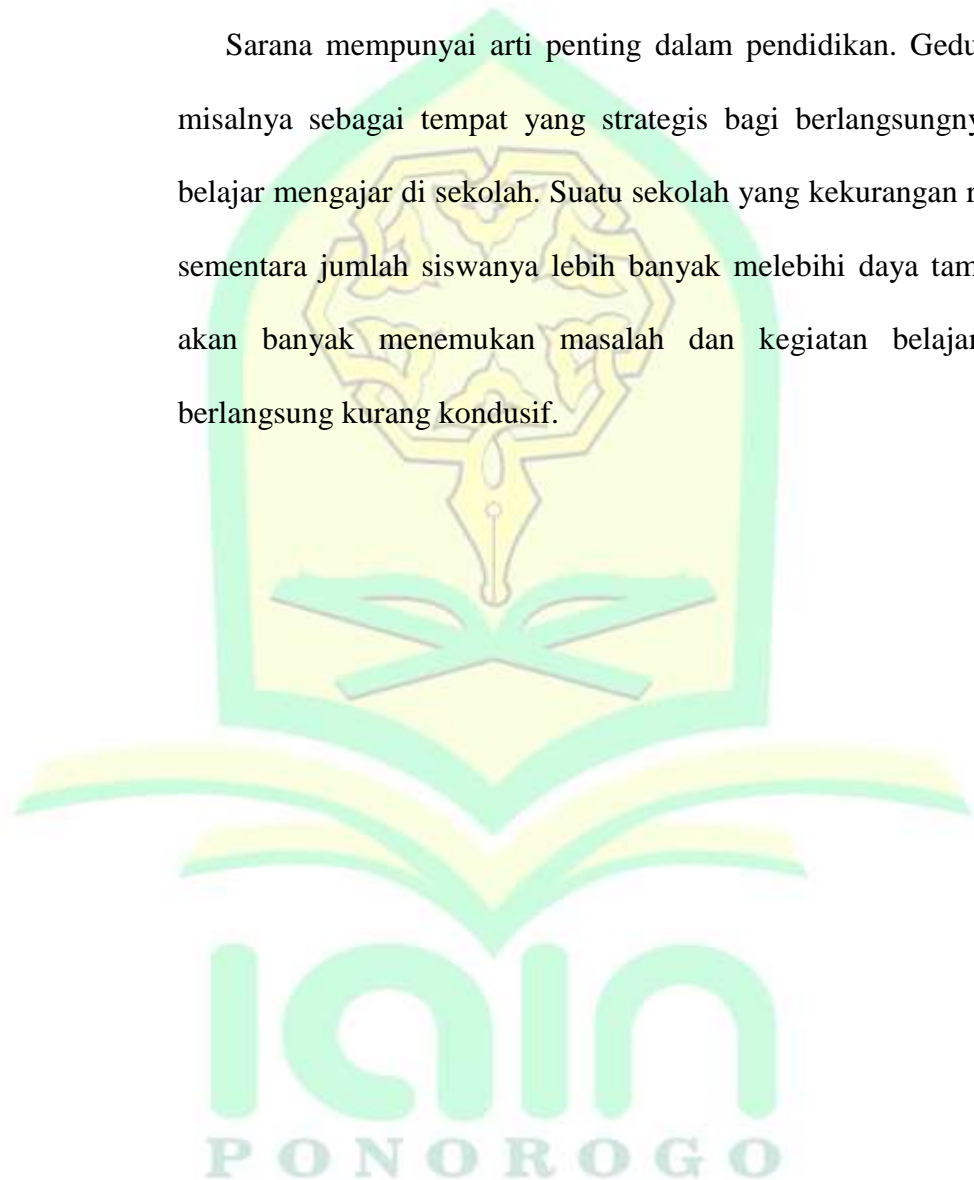 Sarana mempunyai arti penting dalam pendidikan. Gedu
misalnya sebagai tempat yang strategis bagi berlangsungny
belajar mengajar di sekolah. Suatu sekolah yang kekurangan r
sementara jumlah siswanya lebih banyak melebihi daya tam
akan banyak menemukan masalah dan kegiatan belajar
berlangsung kurang kondusif.
iain
PONOROGO